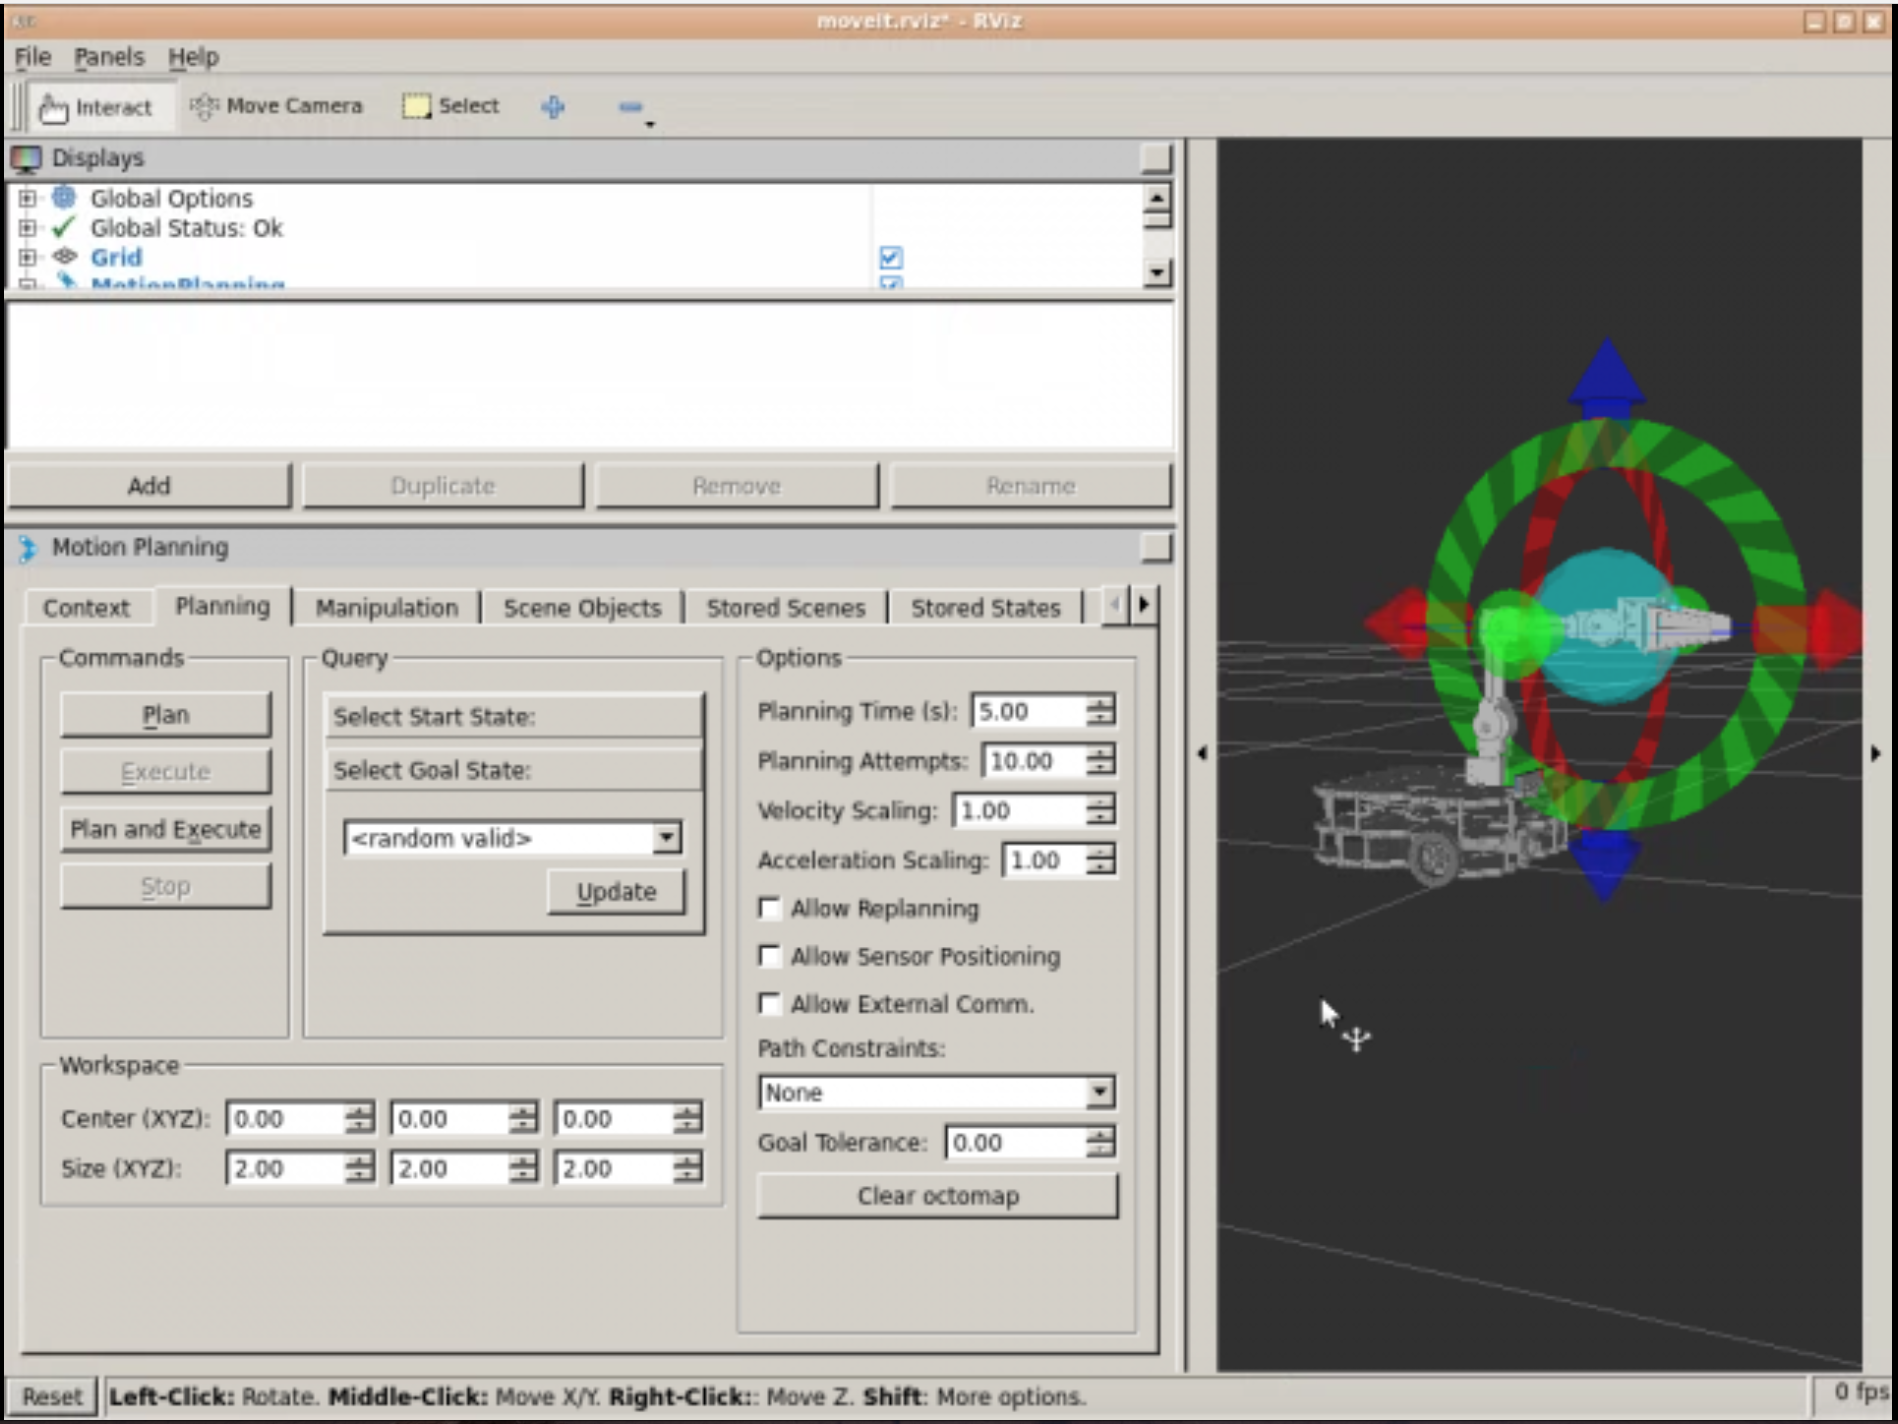 moveit.rviz* - RViz
File Panels Help
Interact Move Camera Select
Displays
Global Options
Global Status: Ok
Grid
MotionPlanning
Add Duplicate Remove Rename
Motion Planning
Context Planning Manipulation Scene Objects Stored Scenes Stored States
Commands
Plan
Execute
Plan and Execute
Stop
Query
Select Start State:
Select Goal State:
<random valid>
Update
Options
Planning Time (s): 5.00
Planning Attempts: 10.00
Velocity Scaling: 1.00
Acceleration Scaling: 1.00
Allow Replanning
Allow Sensor Positioning
Allow External Comm.
Path Constraints:
None
Goal Tolerance: 0.00
Clear octomap
Workspace
Center (XYZ): 0.00 0.00 0.00
Size (XYZ): 2.00 2.00 2.00
Reset Left-Click: Rotate. Middle-Click: Move X/Y. Right-Click:: Move Z. Shift: More options. 0 fps